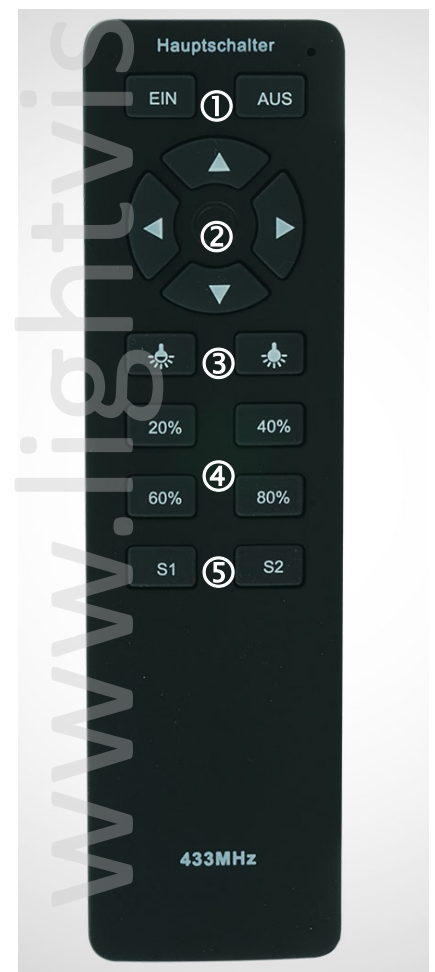 Hauptschalter
EIN ① AUS
②
③
20% 40%
④
60% 80%
S1 ⑤ S2
433MHz
www.lightvis